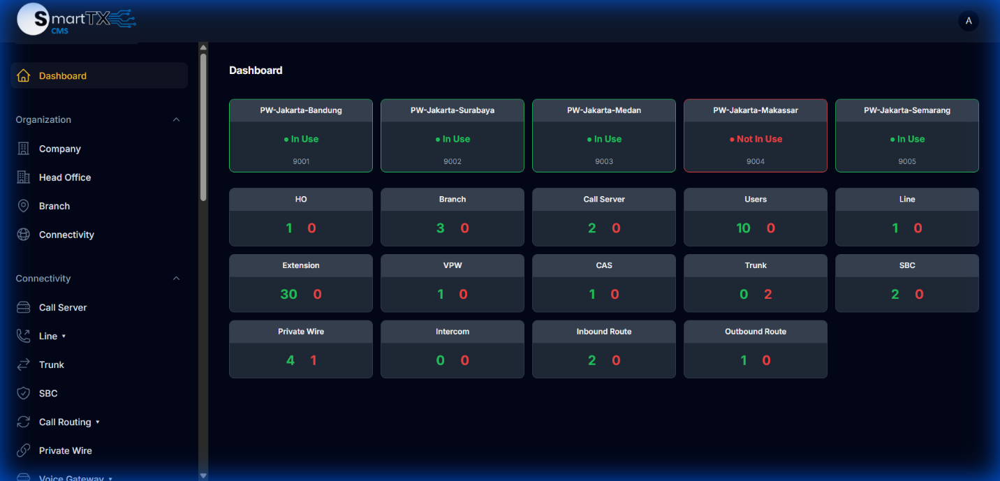 SmartTX
CMS
A
Dashboard
Organization
Company
Head Office
Branch
Connectivity
Connectivity
Call Server
Line
Trunk
SBC
Call Routing
Private Wire
Voice Gateway
Dashboard
PW-Jakarta-Bandung
In Use
9001
PW-Jakarta-Surabaya
In Use
9002
PW-Jakarta-Medan
In Use
9003
PW-Jakarta-Makassar
Not In Use
9004
PW-Jakarta-Semarang
In Use
9005
HO
1 0
Branch
3 0
Call Server
2 0
Users
10 0
Line
1 0
Extension
30 0
VPW
1 0
CAS
1 0
Trunk
0 2
SBC
2 0
Private Wire
4 1
Intercom
0 0
Inbound Route
2 0
Outbound Route
1 0